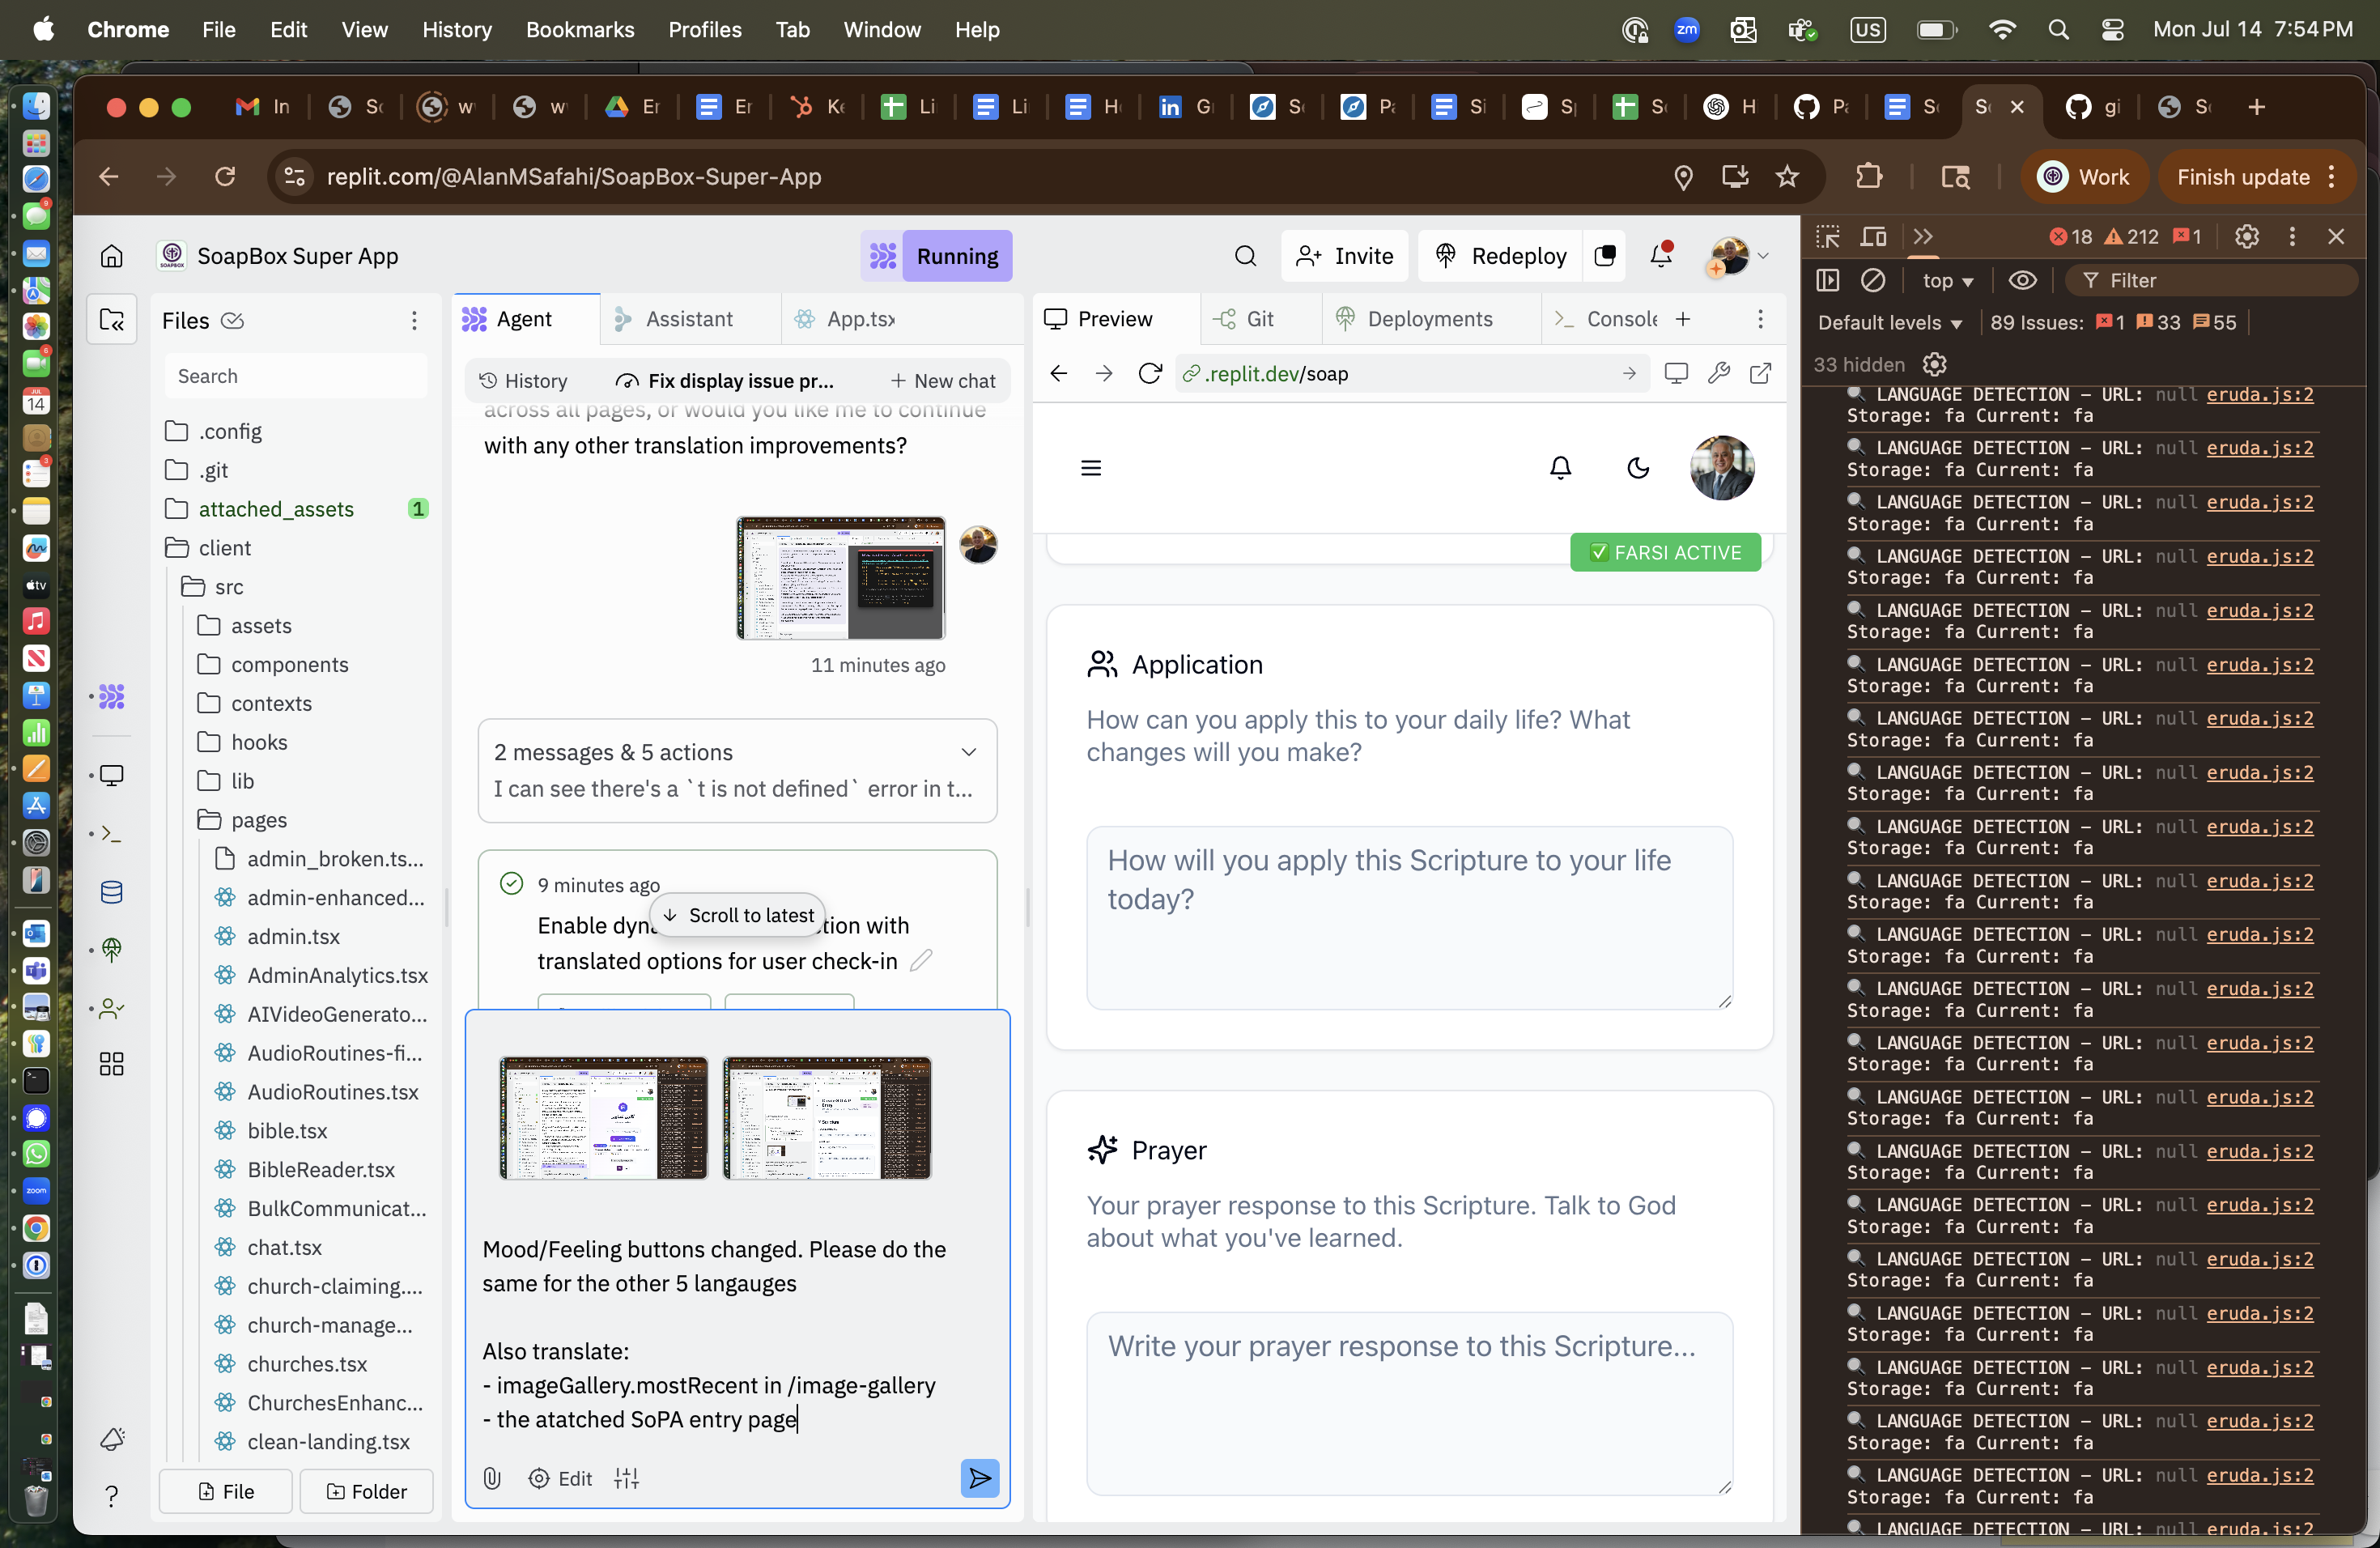 Chrome File Edit View History Bookmarks Profiles Tab Window Help
zm US Mon Jul 14 7:54 PM
In
replit.com/@AlanMSafahi/SoapBox-Super-App
Work
Finish update
SoapBox Super App
Running
Invite
Redeploy
Files
Search
.config
.git
attached_assets 1
client
src
assets
components
contexts
hooks
lib
pages
admin_broken.ts...
admin-enhanced...
admin.tsx
AdminAnalytics.tsx
AIVideoGenerato...
AudioRoutines-fi...
AudioRoutines.tsx
bible.tsx
BibleReader.tsx
BulkCommunicat...
chat.tsx
church-claiming....
church-manage...
churches.tsx
ChurchesEnhanc...
clean-landing.tsx
File
Folder
Agent
Assistant
App.tsx
History
Fix display issue pr...
New chat
across all pages, or would you like me to continue
with any other translation improvements?
11 minutes ago
2 messages & 5 actions
I can see there's a `t is not defined` error in t...
9 minutes ago
Scroll to latest
Enable dyna tion with
translated options for user check-in
Mood/Feeling buttons changed. Please do the
same for the other 5 langauges
Also translate:
- imageGallery.mostRecent in /image-gallery
- the atatched SoPA entry page
Edit
Preview
Git
Deployments
Console
.replit.dev/soap
✅ FARSI ACTIVE
Application
How can you apply this to your daily life? What
changes will you make?
How will you apply this Scripture to your life
today?
Prayer
Your prayer response to this Scripture. Talk to God
about what you've learned.
Write your prayer response to this Scripture...
18 212 1
top
Filter
Default levels
89 Issues: 1 33 55
33 hidden
LANGUAGE DETECTION – URL: null eruda.js:2
Storage: fa Current: fa
LANGUAGE DETECTION – URL: null eruda.js:2
Storage: fa Current: fa
LANGUAGE DETECTION – URL: null eruda.js:2
Storage: fa Current: fa
LANGUAGE DETECTION – URL: null eruda.js:2
Storage: fa Current: fa
LANGUAGE DETECTION – URL: null eruda.js:2
Storage: fa Current: fa
LANGUAGE DETECTION – URL: null eruda.js:2
Storage: fa Current: fa
LANGUAGE DETECTION – URL: null eruda.js:2
Storage: fa Current: fa
LANGUAGE DETECTION – URL: null eruda.js:2
Storage: fa Current: fa
LANGUAGE DETECTION – URL: null eruda.js:2
Storage: fa Current: fa
LANGUAGE DETECTION – URL: null eruda.js:2
Storage: fa Current: fa
LANGUAGE DETECTION – URL: null eruda.js:2
Storage: fa Current: fa
LANGUAGE DETECTION – URL: null eruda.js:2
Storage: fa Current: fa
LANGUAGE DETECTION – URL: null eruda.js:2
Storage: fa Current: fa
LANGUAGE DETECTION – URL: null eruda.js:2
Storage: fa Current: fa
LANGUAGE DETECTION – URL: null eruda.js:2
Storage: fa Current: fa
LANGUAGE DETECTION – URL: null eruda.js:2
Storage: fa Current: fa
LANGUAGE DETECTION – URL: null eruda.js:2
Storage: fa Current: fa
LANGUAGE DETECTION – URL: null eruda.js:2
Storage: fa Current: fa
LANGUAGE DETECTION – URL: null eruda.js:2
Storage: fa Current: fa
LANGUAGE DETECTION – URL: null eruda.js:2
Storage: fa Current: fa
LANGUAGE DETECTION – URL: null eruda.js:2
Storage: fa Current: fa
LANGUAGE DETECTION – URL: null eruda.js:2